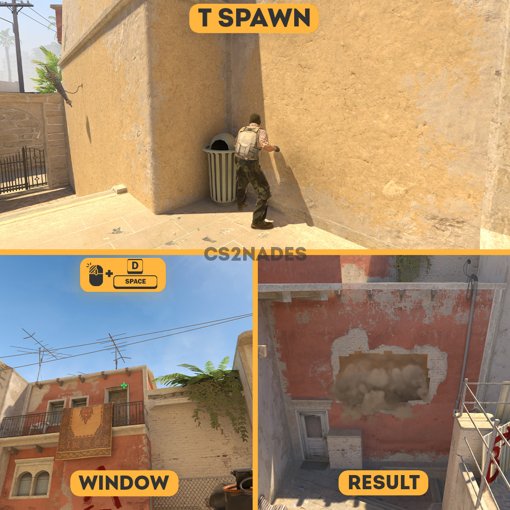 T SPAWN
CS2NADES
D
+
SPACE
WINDOW
RESULT